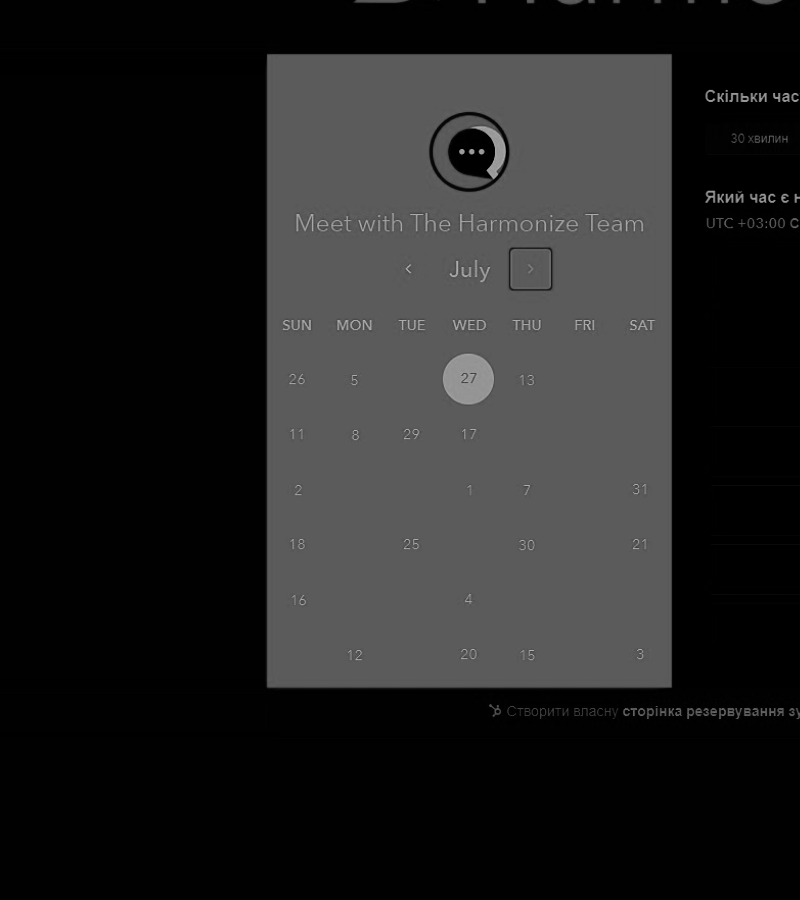 Скільки час
30 хвилин
Який час є н
UTC +03:00 С
Meet with The Harmonize Team
July
SUN MON TUE WED THU FRI SAT
26 5 27 13
11 8 29 17
2 1 7 31
18 25 30 21
16 4
12 20 15 3
Створити власну сторінка резервування зу